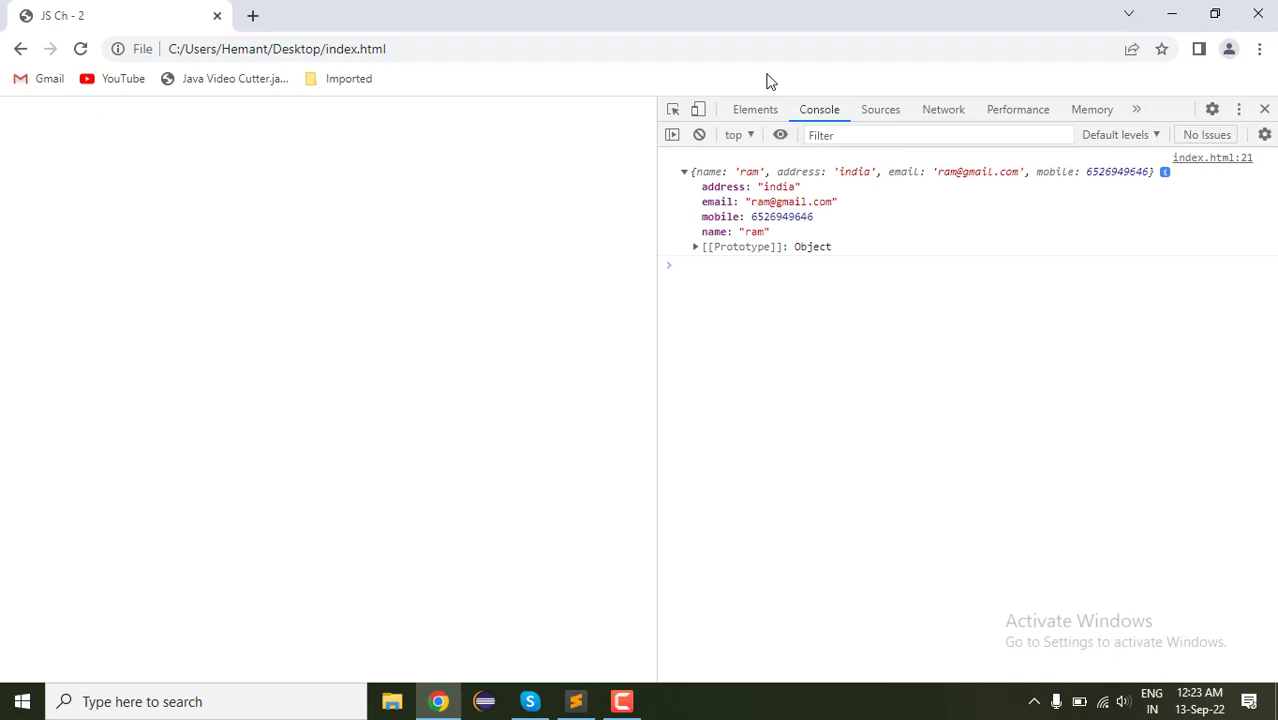 JS Ch - 2
File C:/Users/Hemant/Desktop/index.html
Gmail YouTube Java Video Cutter.ja... Imported
Elements Console Sources Network Performance Memory
top Filter Default levels No Issues
index.html:21
{name: 'ram', address: 'india', email: 'ram@gmail.com', mobile: 6526949646}
address: "india"
email: "ram@gmail.com"
mobile: 6526949646
name: "ram"
[[Prototype]]: Object
Activate Windows
Go to Settings to activate Windows.
Type here to search
ENG 12:23 AM
IN 13-Sep-22